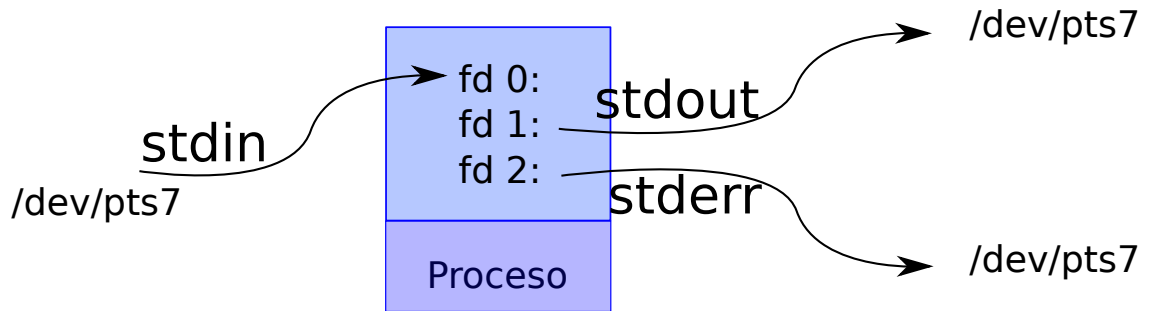 /dev/pts7
fd 0:
stdout
fd 1:
stdin
fd 2:
stderr
/dev/pts7
/dev/pts7
Proceso